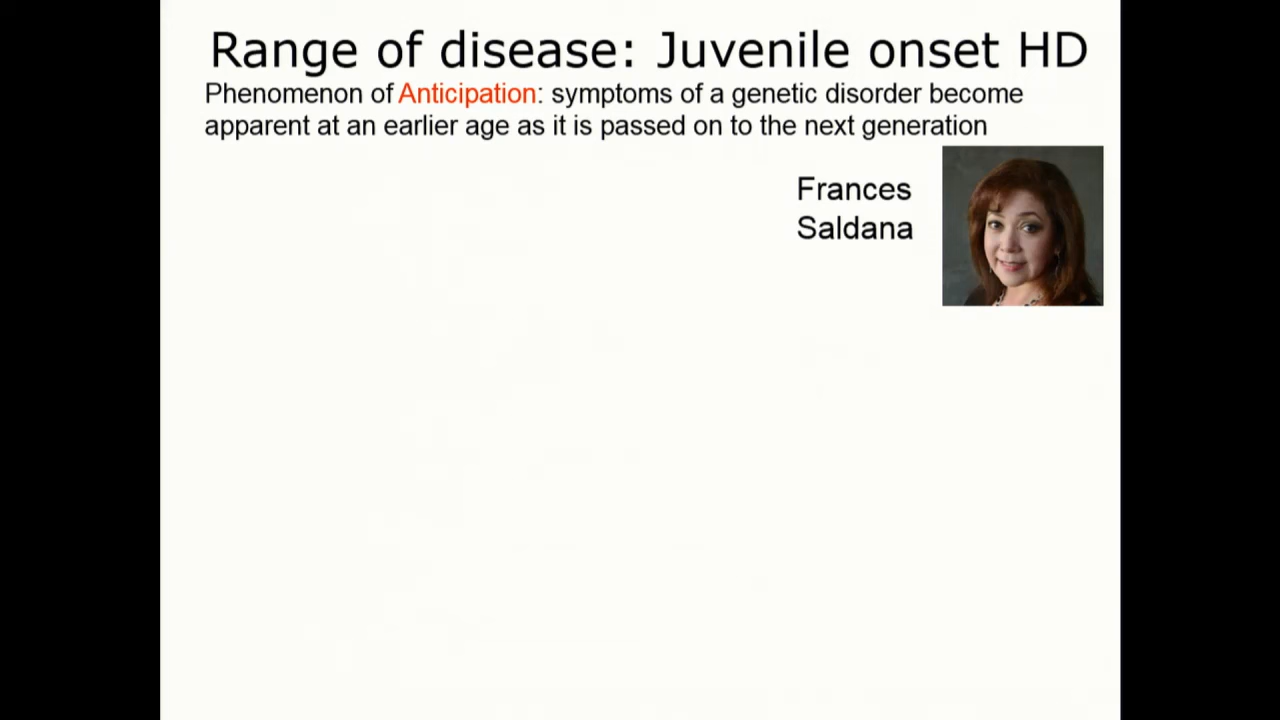 Range of disease: Juvenile onset HD
Phenomenon of Anticipation: symptoms of a genetic disorder become
apparent at an earlier age as it is passed on to the next generation
Frances
Saldana